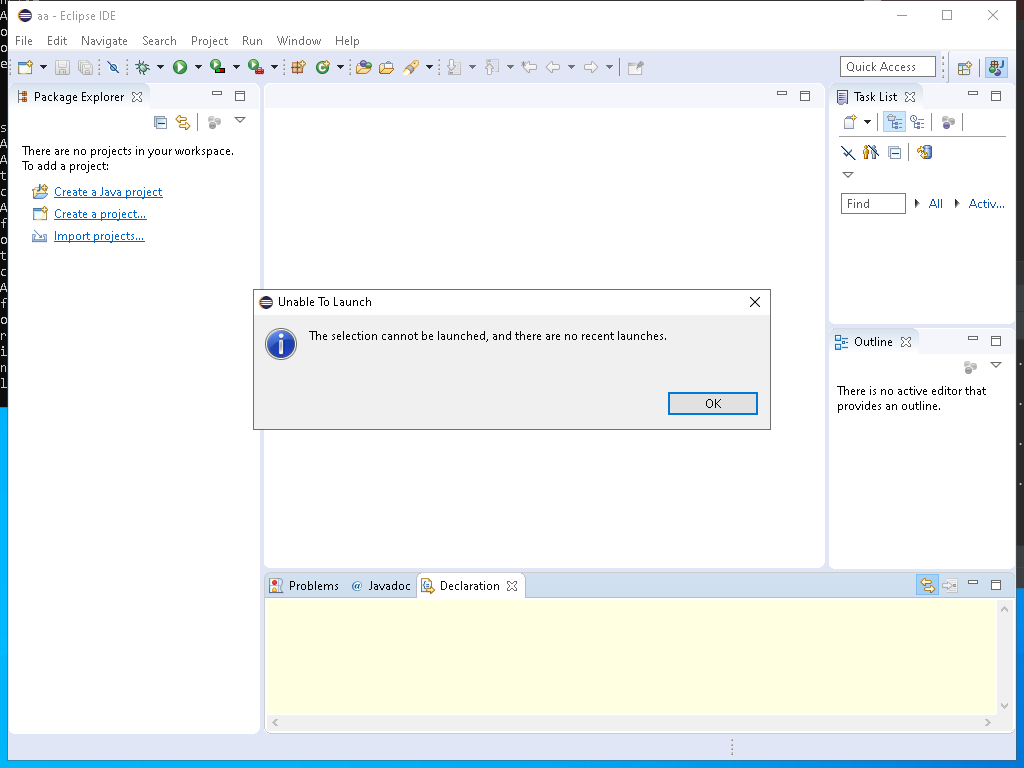 aa - Eclipse IDE
File Edit Navigate Search Project Run Window Help
Quick Access
Package Explorer
There are no projects in your workspace.
To add a project:
Create a Java project
Create a project...
Import projects...
Task List
Find All Activ...
Unable To Launch
The selection cannot be launched, and there are no recent launches.
OK
Outline
There is no active editor that
provides an outline.
Problems @ Javadoc Declaration